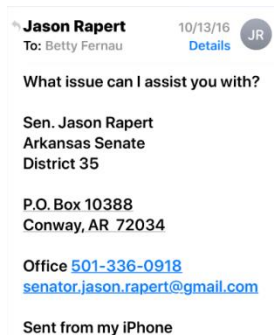 Jason Rapert 10/13/16 JR
To: Betty Fernau Details
What issue can I assist you with?
Sen. Jason Rapert
Arkansas Senate
District 35
P.O. Box 10388
Conway, AR 72034
Office 501-336-0918
senator.jason.rapert@gmail.com
Sent from my iPhone